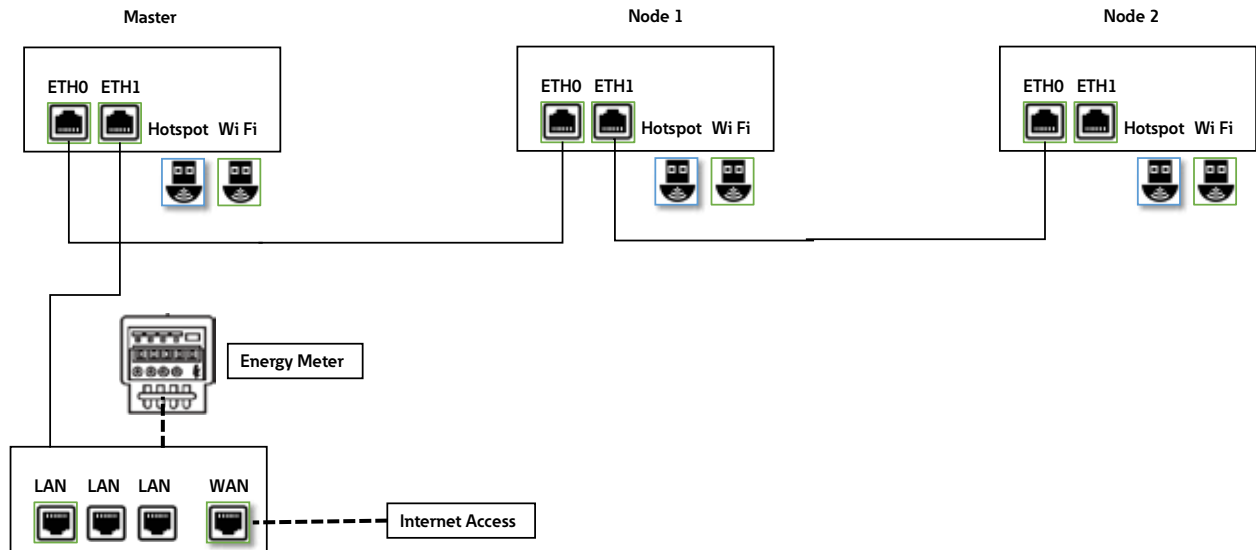 Master
Node 1
Node 2
ETH0 ETH1
Hotspot Wi Fi
ETH0 ETH1
Hotspot Wi Fi
ETH0 ETH1
Hotspot Wi Fi
Energy Meter
LAN LAN LAN WAN
Internet Access